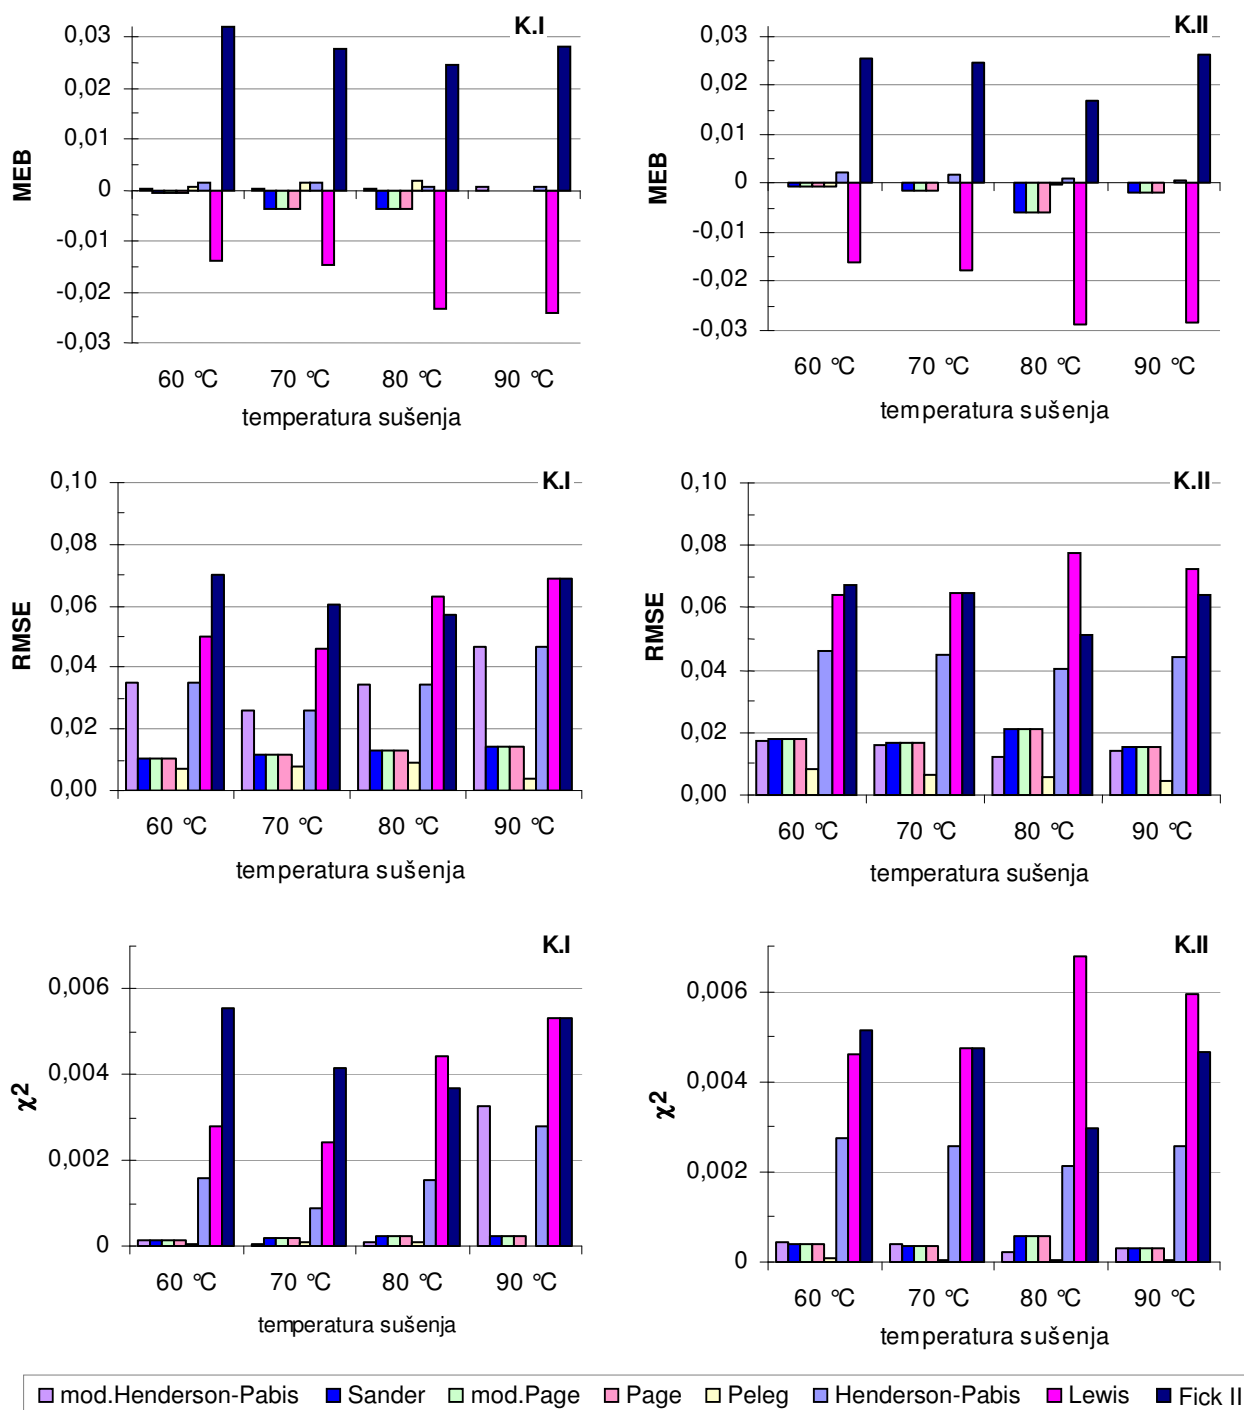 K.I
0,03
0,02
0,01
0
-0,01
-0,02
-0,03
MEB
60 °C 70 °C 80 °C 90 °C
temperatura sušenja
K.II
0,03
0,02
0,01
0
-0,01
-0,02
-0,03
MEB
60 °C 70 °C 80 °C 90 °C
temperatura sušenja
K.I
0,10
0,08
0,06
0,04
0,02
0,00
RMSE
60 °C 70 °C 80 °C 90 °C
temperatura sušenja
K.II
0,10
0,08
0,06
0,04
0,02
0,00
RMSE
60 °C 70 °C 80 °C 90 °C
temperatura sušenja
K.I
0,006
0,004
0,002
0
χ2
60 °C 70 °C 80 °C 90 °C
temperatura sušenja
K.II
0,006
0,004
0,002
0
χ2
60 °C 70 °C 80 °C 90 °C
temperatura sušenja
mod.Henderson-Pabis Sander mod.Page Page Peleg Henderson-Pabis Lewis Fick II